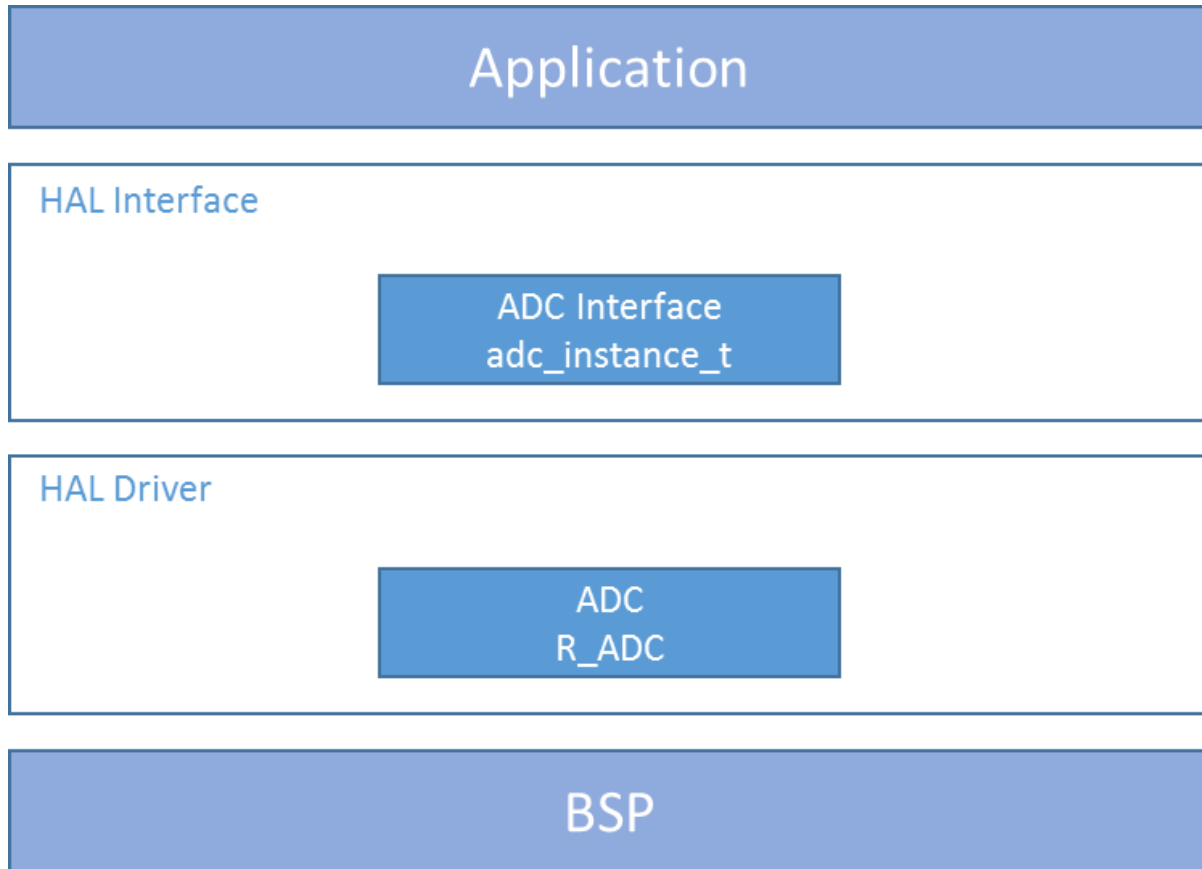 Application
HAL Interface
ADC Interface
adc_instance_t
HAL Driver
ADC
R_ADC
BSP